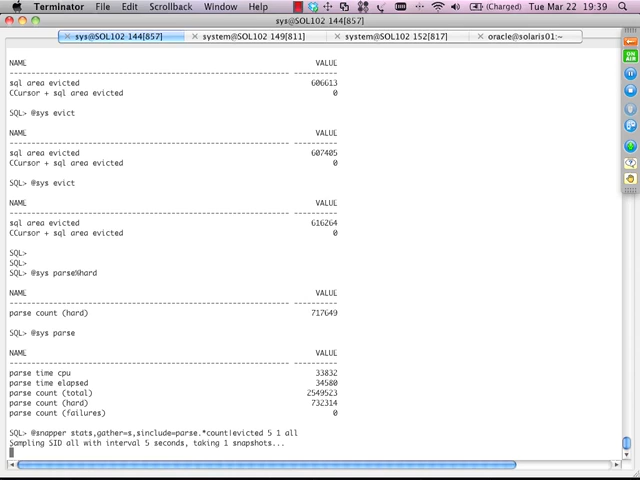 Terminator File Edit Scrollback Window Help (Charged) Tue Mar 22 19:39
sys@SOL102 144[857]
sys@SOL102 144[857] system@SOL102 149[811] system@SOL102 152[817] oracle@solaris01:~
NAME VALUE
---------------------------------------------------------------- ----------
sql area evicted 606613
CCursor + sql area evicted 0
SQL> @sys evict
NAME VALUE
---------------------------------------------------------------- ----------
sql area evicted 607405
CCursor + sql area evicted 0
SQL> @sys evict
NAME VALUE
---------------------------------------------------------------- ----------
sql area evicted 616264
CCursor + sql area evicted 0
SQL>
SQL>
SQL> @sys parse%hard
NAME VALUE
---------------------------------------------------------------- ----------
parse count (hard) 717649
SQL> @sys parse
NAME VALUE
---------------------------------------------------------------- ----------
parse time cpu 33832
parse time elapsed 34580
parse count (total) 2549523
parse count (hard) 732314
parse count (failures) 0
SQL> @snapper stats,gather=s,sinclude=parse.*count|evicted 5 1 all
Sampling SID all with interval 5 seconds, taking 1 snapshots...
ON
AIR